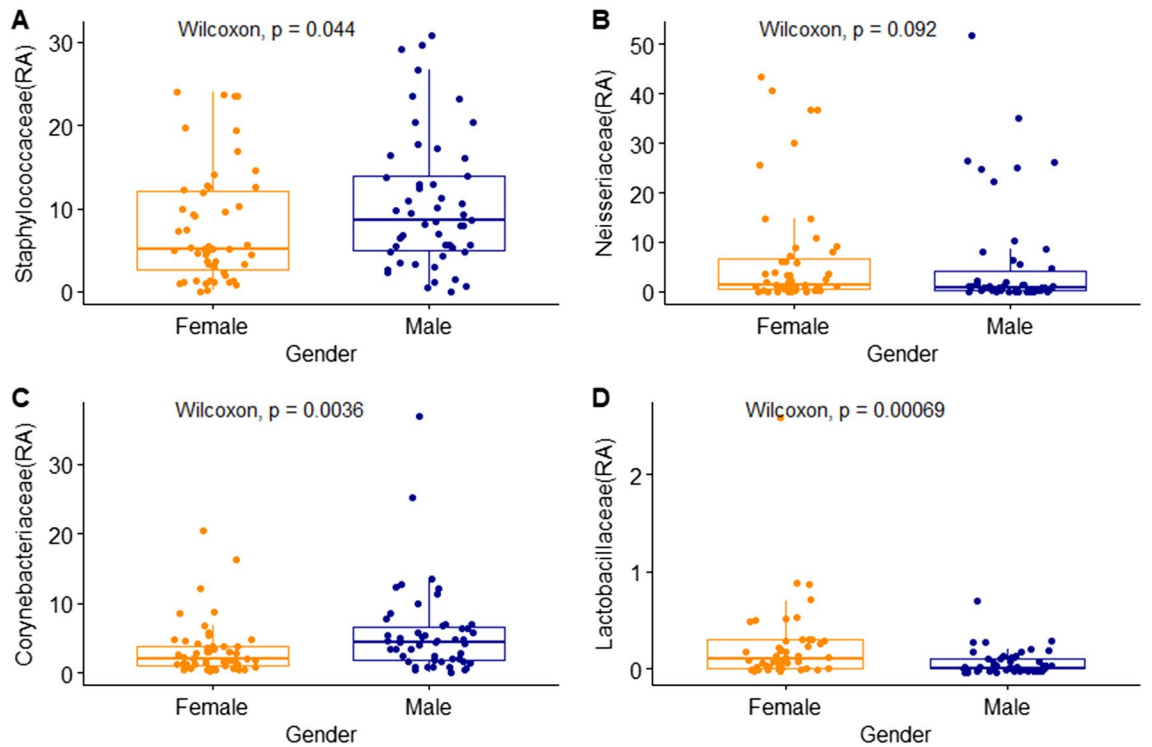 A
Wilcoxon, p = 0.044
Staphylococcaceae(RA)
30
20
10
0
Female
Male
Gender
B
Wilcoxon, p = 0.092
Neisseriaceae(RA)
50
40
30
20
10
0
Female
Male
Gender
C
Wilcoxon, p = 0.0036
Corynebacteriaceae(RA)
30
20
10
0
Female
Male
Gender
D
Wilcoxon, p = 0.00069
Lactobacillaceae(RA)
2
1
0
Female
Male
Gender